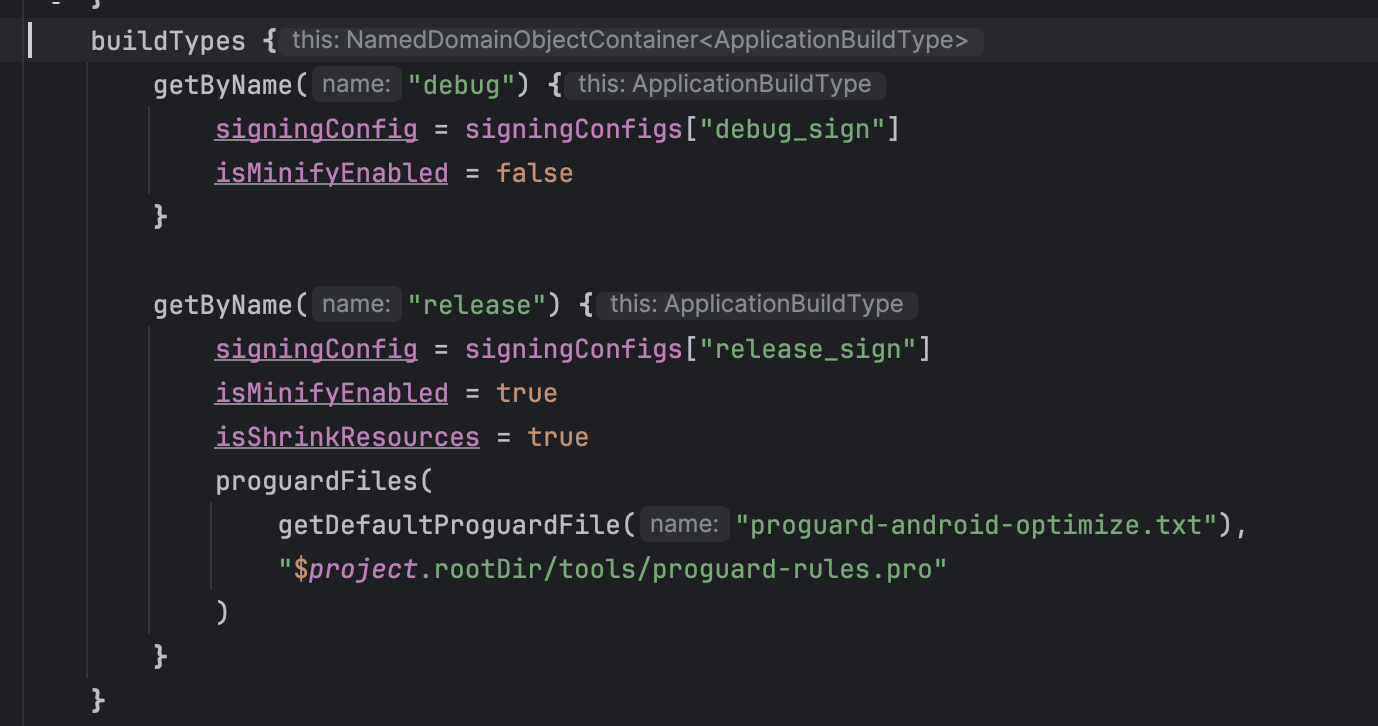 buildTypes { this: NamedDomainObjectContainer<ApplicationBuildType>
getByName( name: "debug") { this: ApplicationBuildType
signingConfig = signingConfigs["debug_sign"]
isMinifyEnabled = false
}
getByName( name: "release") { this: ApplicationBuildType
signingConfig = signingConfigs["release_sign"]
isMinifyEnabled = true
isShrinkResources = true
proguardFiles(
getDefaultProguardFile( name: "proguard-android-optimize.txt"),
"$project.rootDir/tools/proguard-rules.pro"
)
}
}